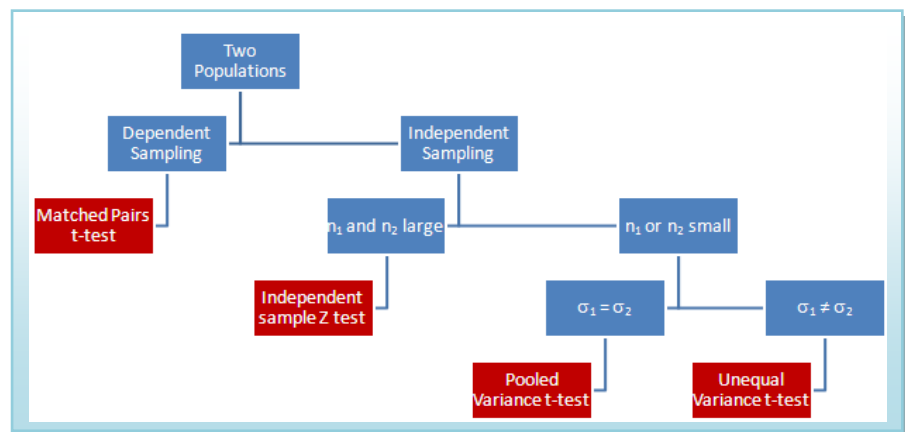 Two
Populations
Dependent
Sampling
Independent
Sampling
Matched Pairs
t-test
n₁ and n₂ large
n₁ or n₂ small
Independent
sample Z test
σ₁ = σ₂
σ₁ ≠ σ₂
Pooled
Variance t-test
Unequal
Variance t-test